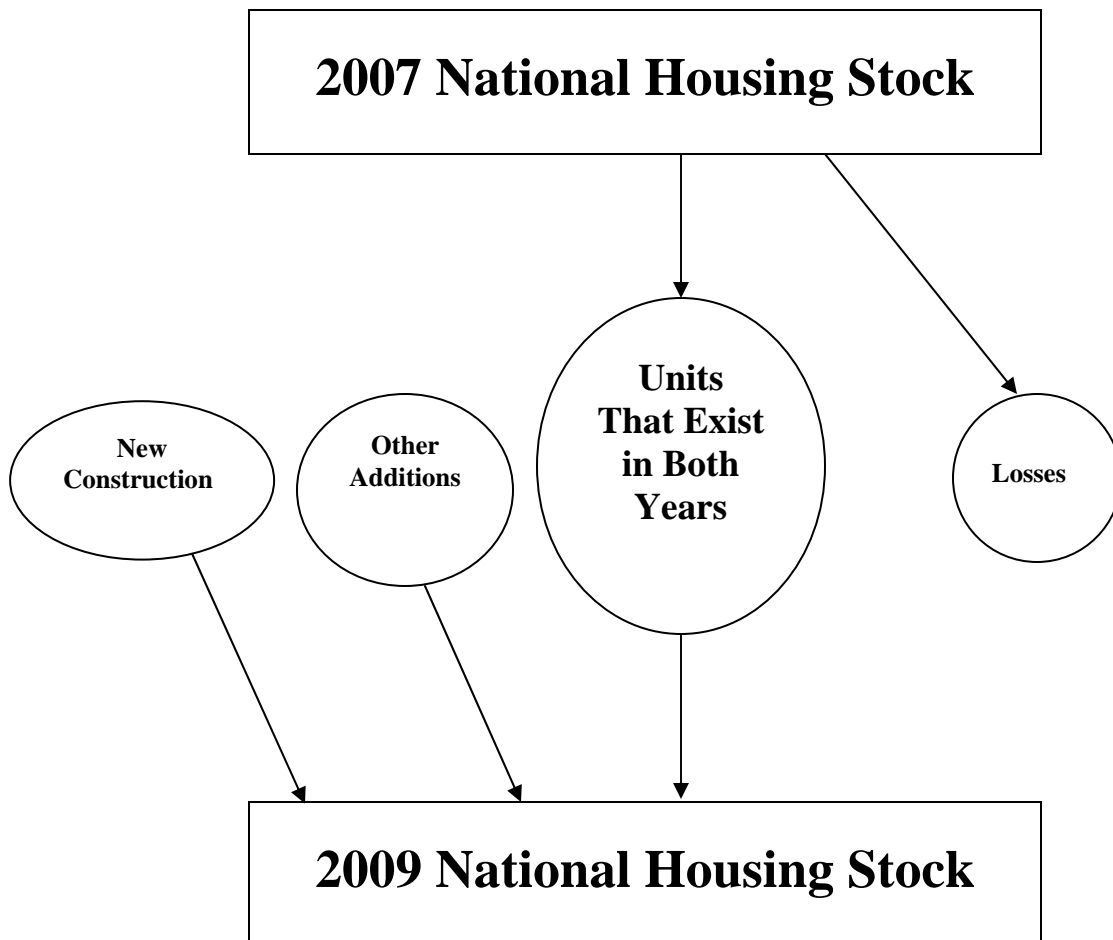 2007 National Housing Stock
Units
That Exist
in Both
Years
New
Construction
Other
Additions
Losses
2009 National Housing Stock